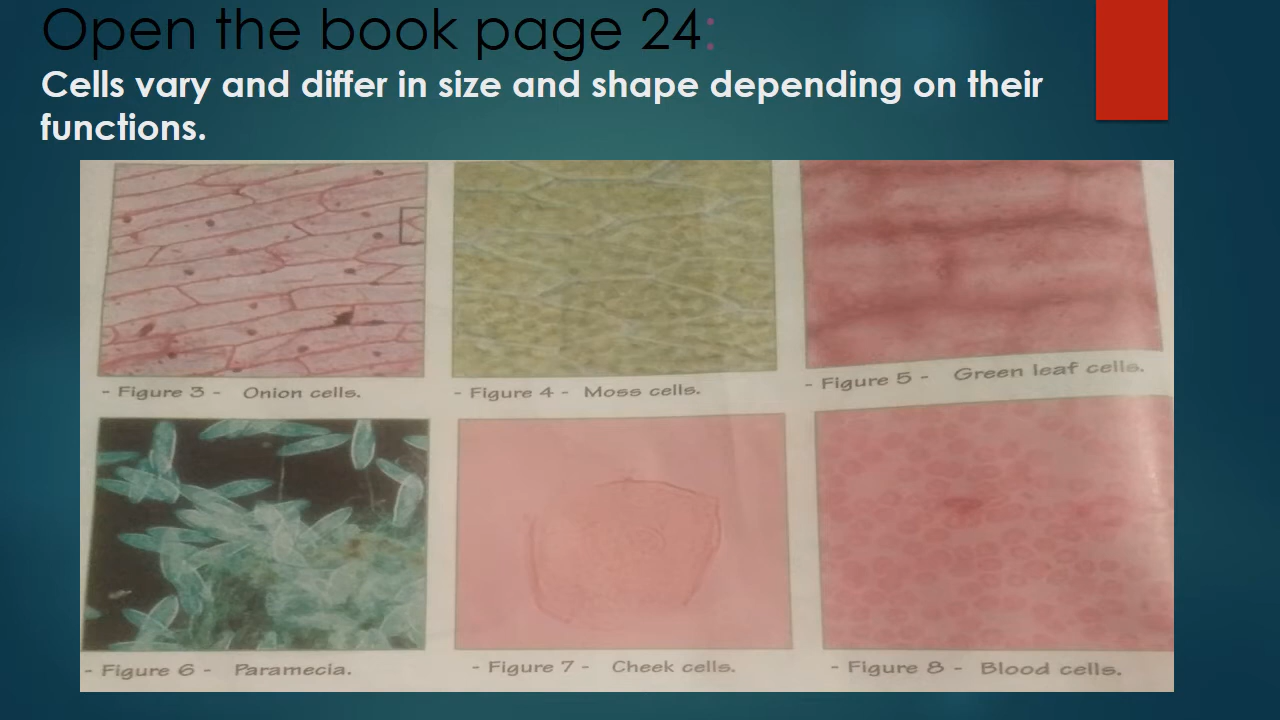 Open the book page 24:
Cells vary and differ in size and shape depending on their
functions.
- Figure 3 - Onion cells.
- Figure 4 - Moss cells.
- Figure 5 - Green leaf cells.
- Figure 6 - Paramecia.
- Figure 7 - Cheek cells.
- Figure 8 - Blood cells.